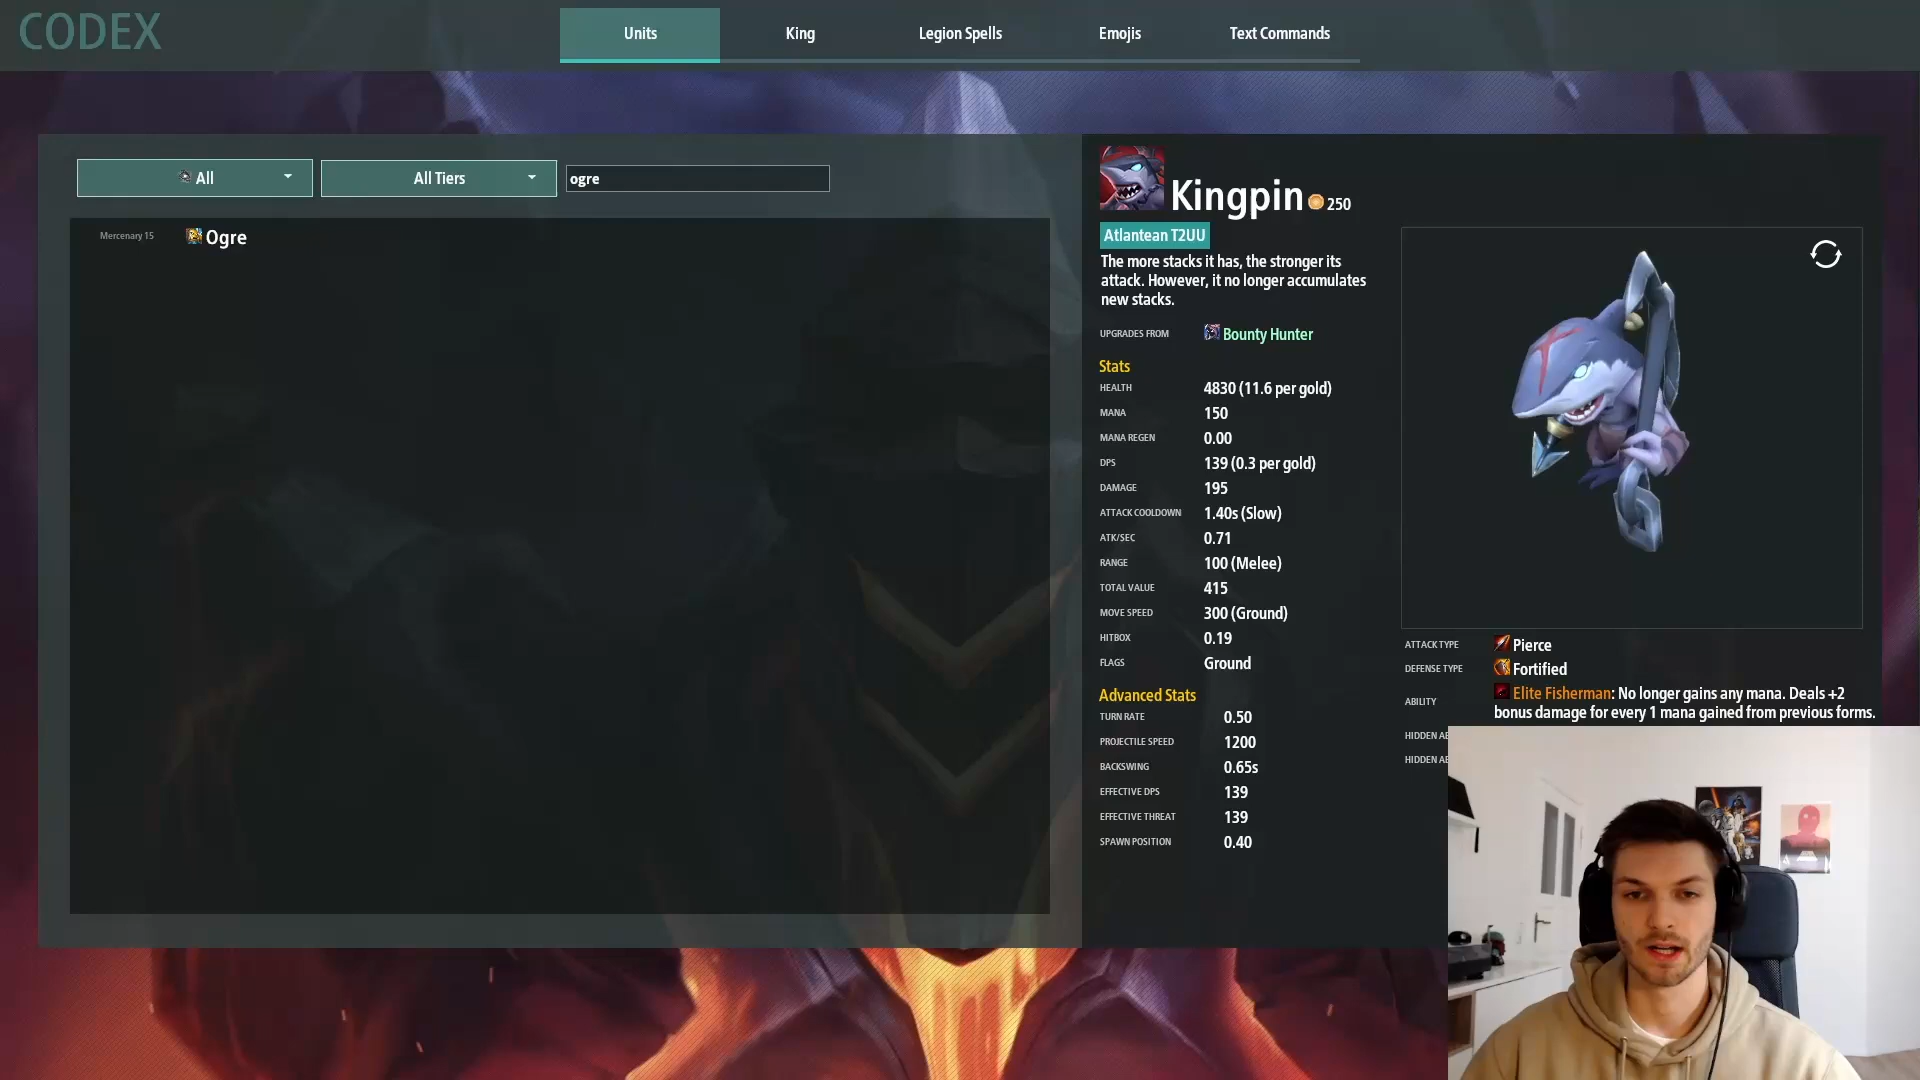 CODEX
Units
King
Legion Spells
Emojis
Text Commands
All
All Tiers
ogre
Mercenary 15
Ogre
Kingpin 250
Atlantean T2UU
The more stacks it has, the stronger its
attack. However, it no longer accumulates
new stacks.
UPGRADES FROM Bounty Hunter
Stats
HEALTH 4830 (11.6 per gold)
MANA 150
MANA REGEN 0.00
DPS 139 (0.3 per gold)
DAMAGE 195
ATTACK COOLDOWN 1.40s (Slow)
ATK/SEC 0.71
RANGE 100 (Melee)
TOTAL VALUE 415
MOVE SPEED 300 (Ground)
HITBOX 0.19
FLAGS Ground
Advanced Stats
TURN RATE 0.50
PROJECTILE SPEED 1200
BACKSWING 0.65s
EFFECTIVE DPS 139
EFFECTIVE THREAT 139
SPAWN POSITION 0.40
ATTACK TYPE Pierce
DEFENSE TYPE Fortified
ABILITY Elite Fisherman: No longer gains any mana. Deals +2
bonus damage for every 1 mana gained from previous forms.
HIDDEN AB
HIDDEN AB